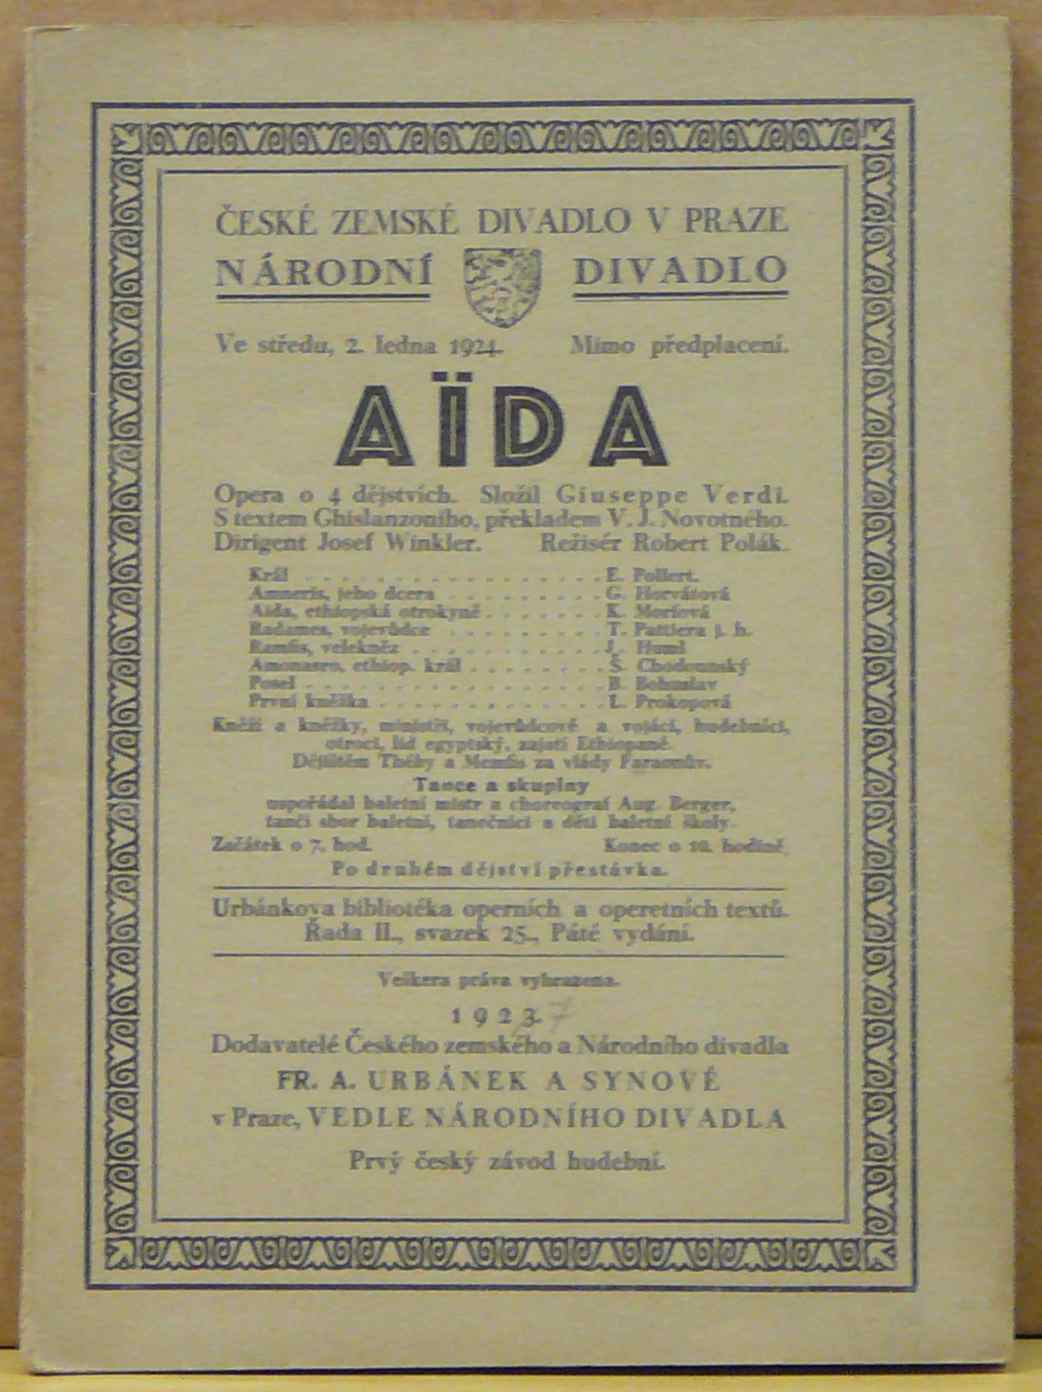 ČESKÉ ZEMSKÉ DIVADLO V PRAZE
NÁRODNÍ DIVADLO
Ve středu, 2. ledna 1924. Mimo předplacení.
AÏDA
Opera o 4 dějstvích. Složil Giuseppe Verdi.
S textem Ghislanzoniho, překladem V. J. Novotného.
Dirigent Josef Winkler. Režisér Robert Polák.
Král . . . . . . . . . . . . . . . . . E. Pollert.
Amneris, jeho dcera . . . . . . . . . G. Horvátová
Aida, ethiopská otrokyně . . . . . . . K. Morfová
Radames, vojevůdce . . . . . . . . . T. Pattiera j. h.
Ramfis, velekněz . . . . . . . . . . . J. Huml
Amonasro, ethiop. král . . . . . . . . Š. Chodounský
Posel . . . . . . . . . . . . . . . . . B. Bohuslav
První kněžka . . . . . . . . . . . . . L. Prokopová
Kněží a kněžky, ministři, vojevůdcové a vojáci, hudebníci,
otroci, lid egyptský, zajatí Ethiopané.
Dějištěm Théby a Memfis za vlády Faraonův.
Tance a skupiny
uspořádal baletní mistr a choreograf Aug. Berger,
tančí sbor baletní, tanečníci a děti baletní školy.
Začátek o 7. hod. Konec o 10. hodině.
Po druhém dějství přestávka.
Urbánkova bibliotéka operních a operetních textů.
Řada II., svazek 25., Páté vydání.
Veškera práva vyhrazena.
1923. 7
Dodavatelé Českého zemského a Národního divadla
FR. A. URBÁNEK A SYNOVÉ
v Praze, VEDLE NÁRODNÍHO DIVADLA
Prvý český závod hudební.